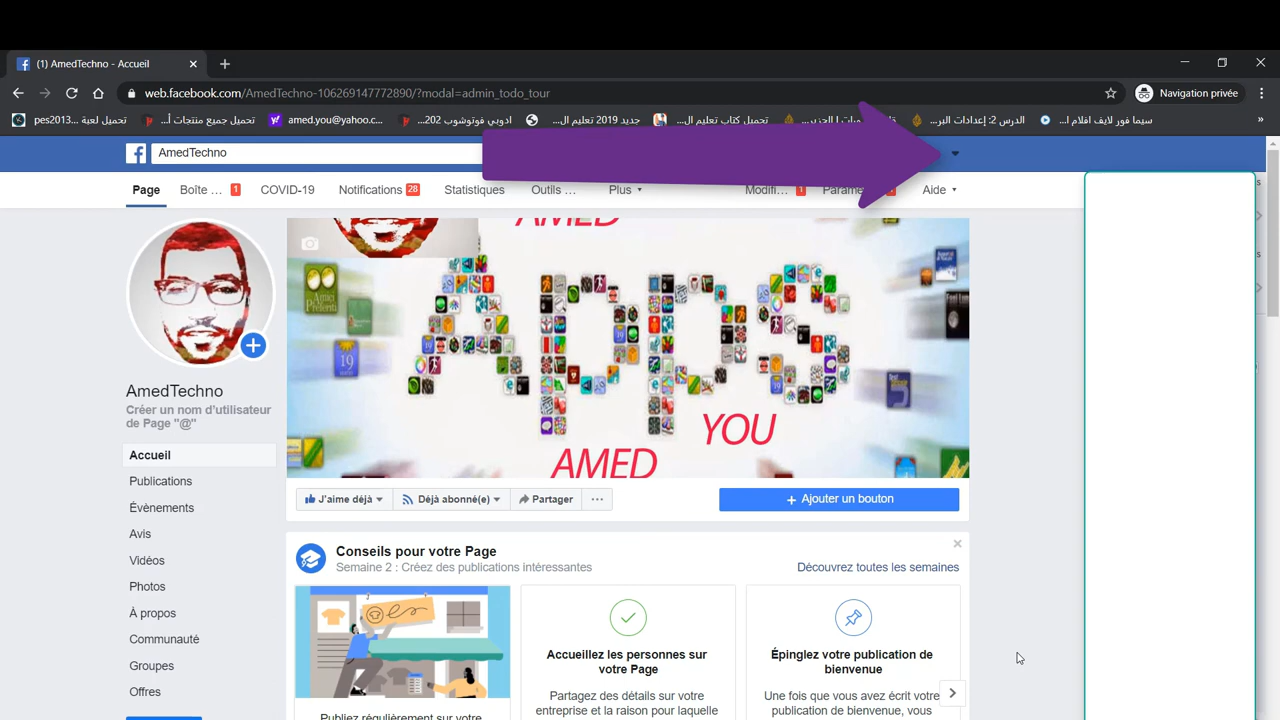 (1) AmedTechno - Accueil
web.facebook.com/AmedTechno-106269147772890/?modal=admin_todo_tour
Navigation privée
تحميل لعبة pes2013...
تحميل جميع منتجات أ...
amed.you@yahoo.co...
ادوبي فوتوشوب 202...
جديد 2019 تعليم ال...
تحميل كتاب تعليم ال...
الدرس 2: إعدادات البر...
سيما فور لايف افلام ا...
AmedTechno
Page
Boîte ...
1
COVID-19
Notifications
28
Statistiques
Outils ...
Plus
Modifi...
1
Aide
AMED
APPS
YOU
AMED
AmedTechno
Créer un nom d'utilisateur
de Page "@"
Accueil
Publications
Évènements
Avis
Vidéos
Photos
À propos
Communauté
Groupes
Offres
J'aime déjà
Déjà abonné(e)
Partager
Ajouter un bouton
Conseils pour votre Page
Semaine 2 : Créez des publications intéressantes
Découvrez toutes les semaines
Accueillez les personnes sur
votre Page
Partagez des détails sur votre
entreprise et la raison pour laquelle
Épinglez votre publication de
bienvenue
Une fois que vous avez écrit votre
publication de bienvenue, vous
Publiez régulièrement sur votre